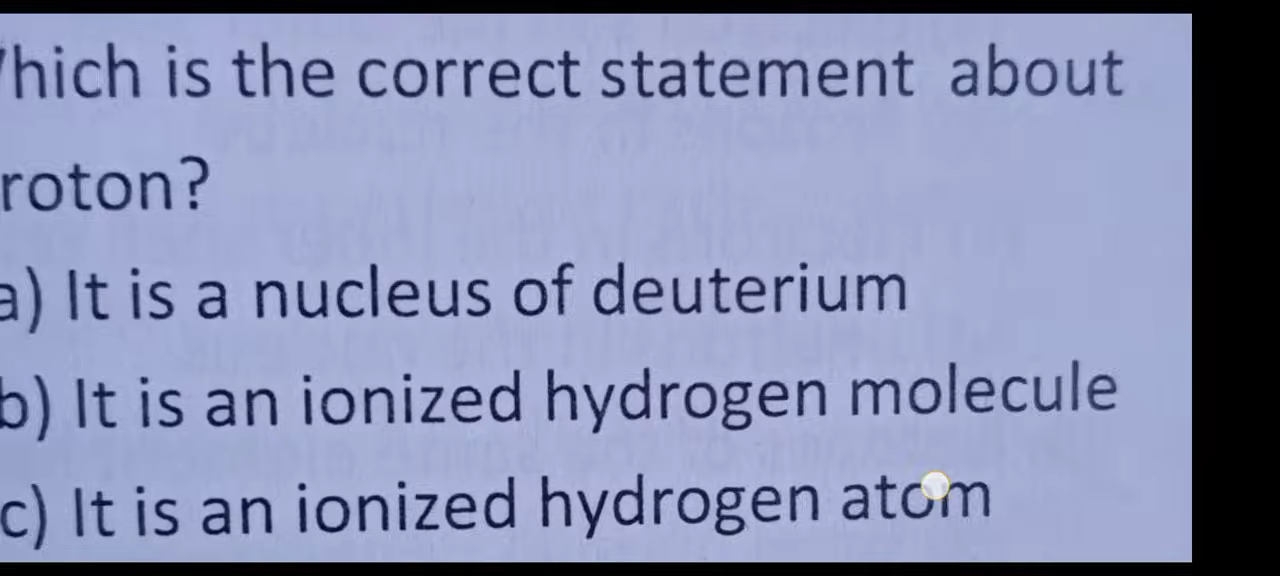 hich is the correct statement about
roton?
a) It is a nucleus of deuterium
b) It is an ionized hydrogen molecule
c) It is an ionized hydrogen atom